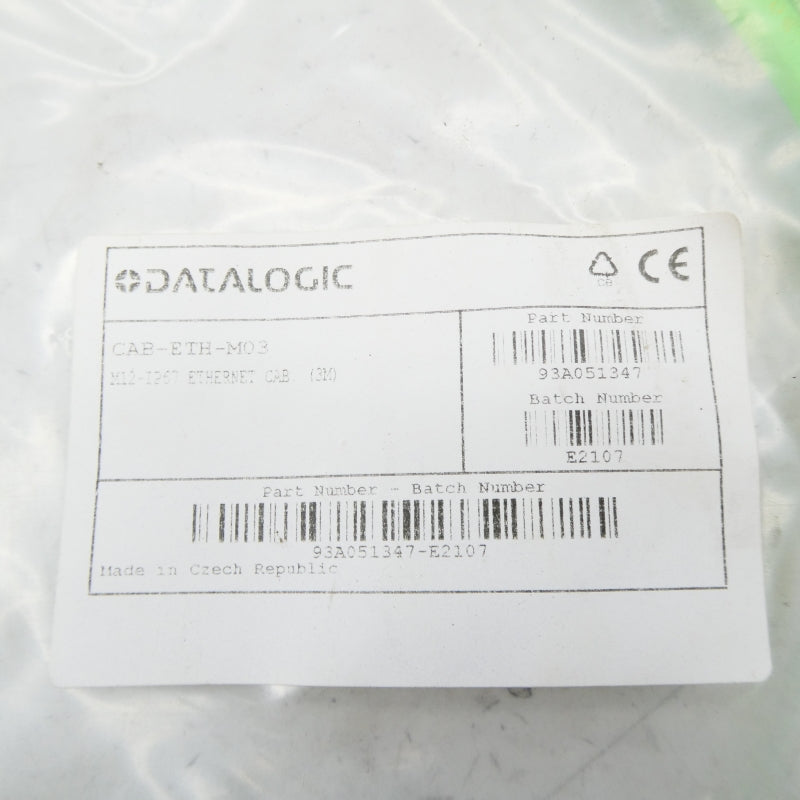 DATALOGIC
CB
CE
CAB-ETH-M03
M12-IP67 ETHERNET CAB (3M)
Part Number
93A051347
Batch Number
E2107
Part Number - Batch Number
93A051347-E2107
Made in Czech Republic